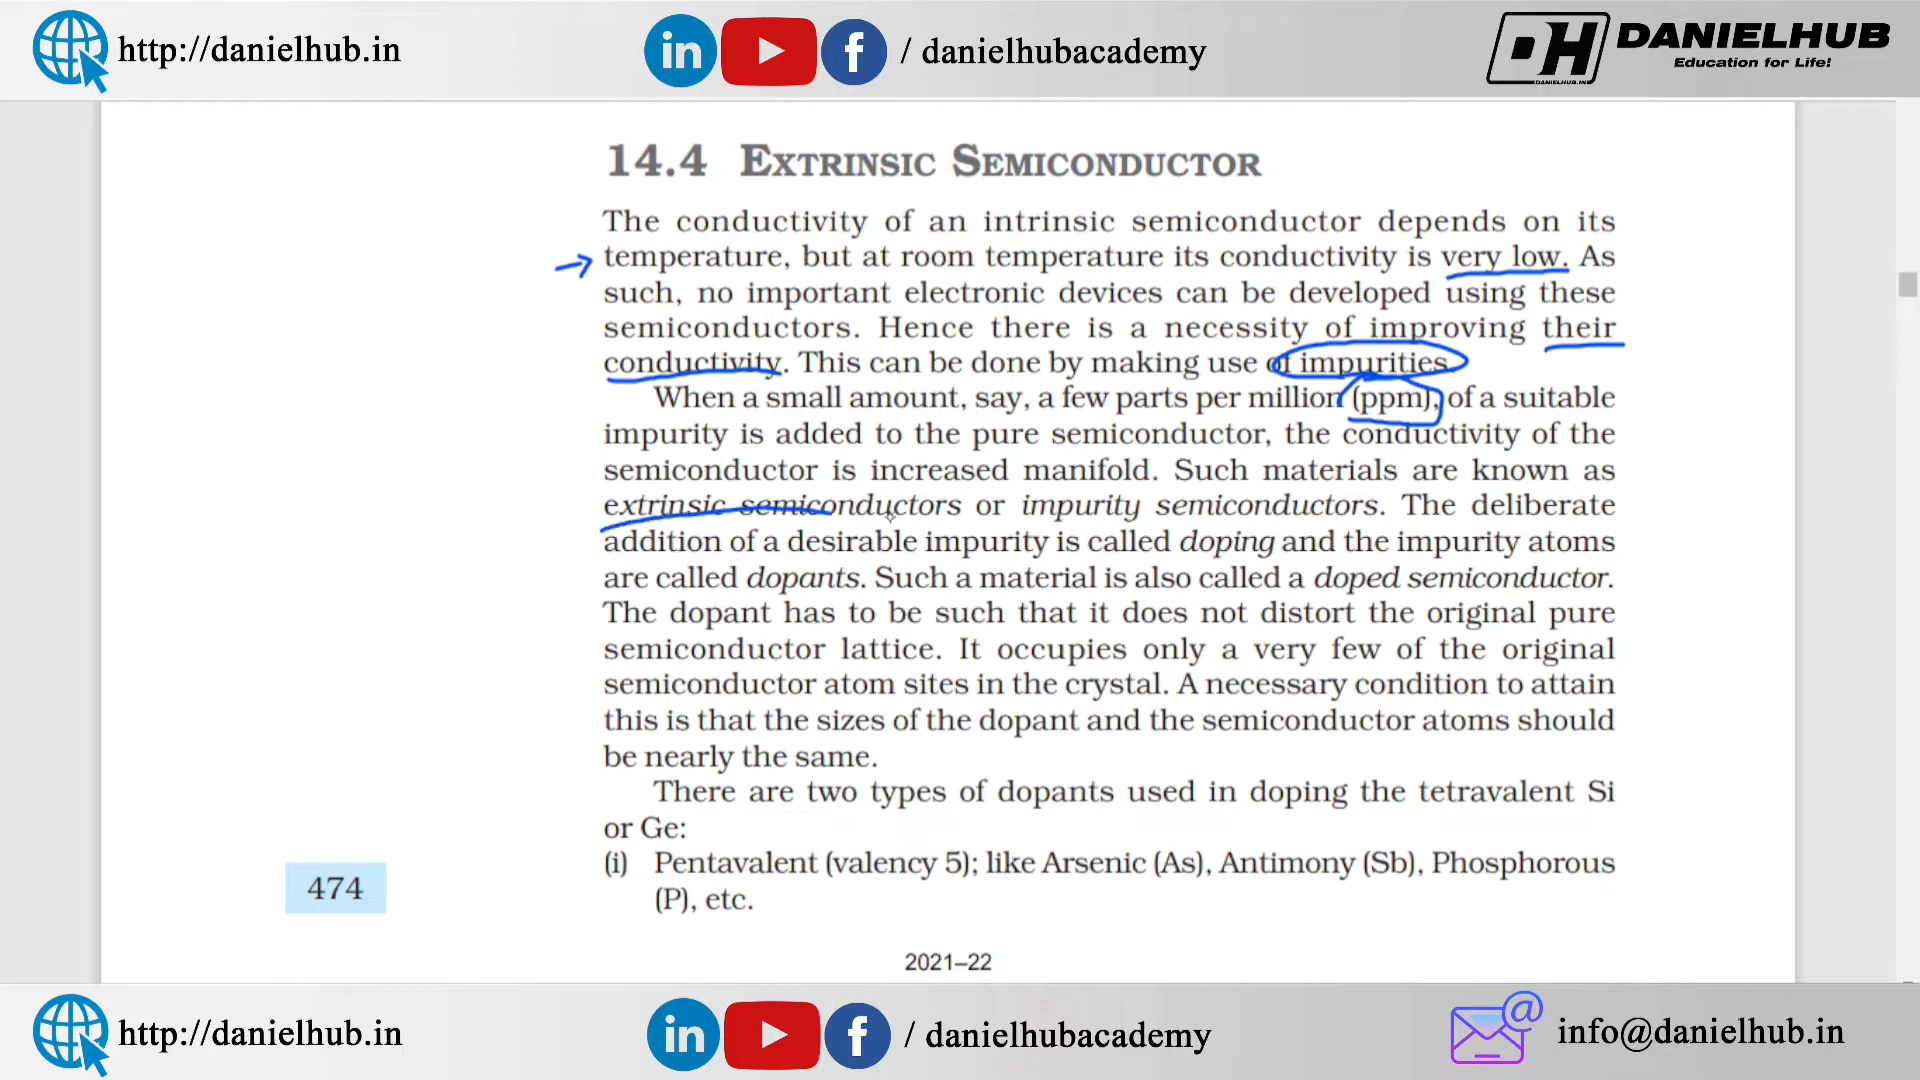 http://danielhub.in
in f / danielhubacademy
DH DANIELHUB
DANIELHUB.IN
Education for Life!
14.4 EXTRINSIC SEMICONDUCTOR
The conductivity of an intrinsic semiconductor depends on its
temperature, but at room temperature its conductivity is very low. As
such, no important electronic devices can be developed using these
semiconductors. Hence there is a necessity of improving their
conductivity. This can be done by making use of impurities.
When a small amount, say, a few parts per million (ppm), of a suitable
impurity is added to the pure semiconductor, the conductivity of the
semiconductor is increased manifold. Such materials are known as
extrinsic semiconductors or impurity semiconductors. The deliberate
addition of a desirable impurity is called doping and the impurity atoms
are called dopants. Such a material is also called a doped semiconductor.
The dopant has to be such that it does not distort the original pure
semiconductor lattice. It occupies only a very few of the original
semiconductor atom sites in the crystal. A necessary condition to attain
this is that the sizes of the dopant and the semiconductor atoms should
be nearly the same.
There are two types of dopants used in doping the tetravalent Si
or Ge:
(i) Pentavalent (valency 5); like Arsenic (As), Antimony (Sb), Phosphorous
(P), etc.
474
2021–22
http://danielhub.in
in f / danielhubacademy
@ info@danielhub.in